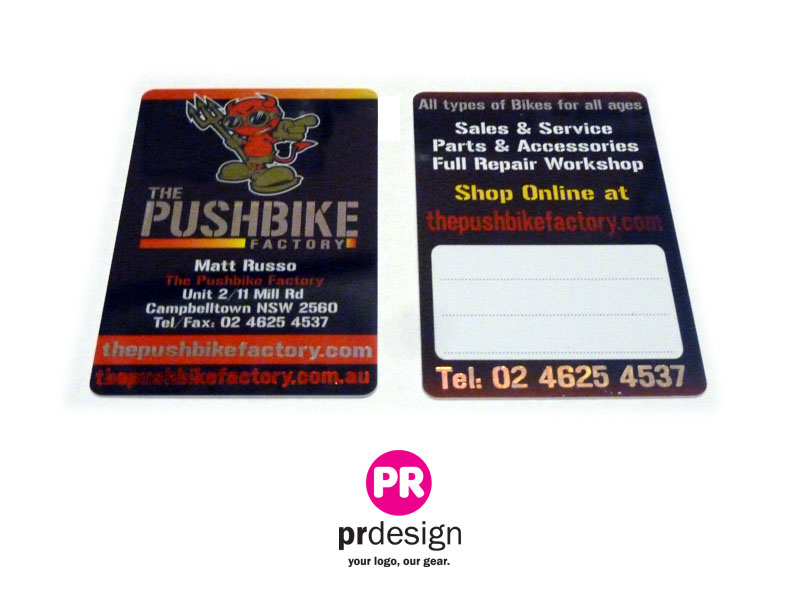 THE
PUSHBIKE
FACTORY
Matt Russo
The Pushbike Factory
Unit 2/11 Mill Rd
Campbelltown NSW 2560
Tel/Fax: 02 4625 4537
thepushbikefactory.com
thepushbikefactory.com.au
All types of Bikes for all ages
Sales & Service
Parts & Accessories
Full Repair Workshop
Shop Online at
thepushbikefactory.com
Tel: 02 4625 4537
PR
prdesign
your logo, our gear.